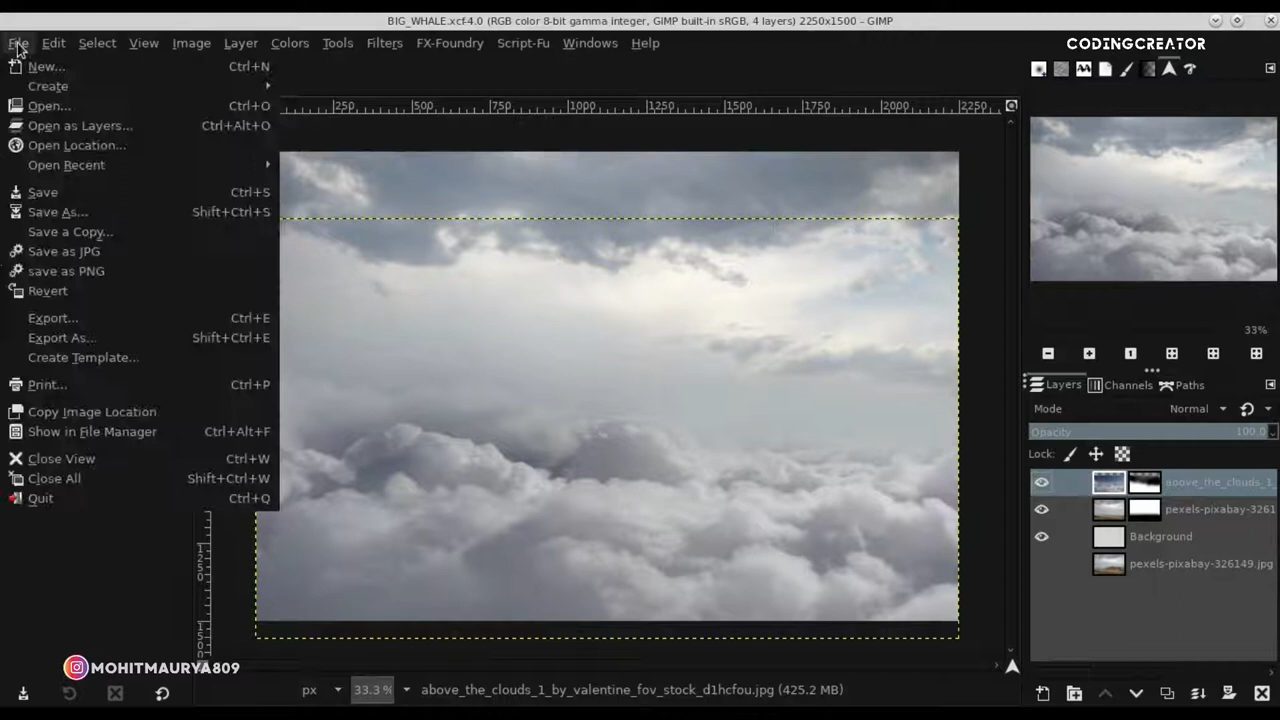 BIG_WHALE.xcf-4.0 (RGB color 8-bit gamma integer, GIMP built-in sRGB, 4 layers) 2250x1500 – GIMP
File Edit Select View Image Layer Colors Tools Filters FX-Foundry Script-Fu Windows Help
CODINGCREATOR
New... Ctrl+N
Create
Open... Ctrl+O
Open as Layers... Ctrl+Alt+O
Open Location...
Open Recent
Save Ctrl+S
Save As... Shift+Ctrl+S
Save a Copy...
Save as JPG
save as PNG
Revert
Export... Ctrl+E
Export As... Shift+Ctrl+E
Create Template...
Print... Ctrl+P
Copy Image Location
Show in File Manager Ctrl+Alt+F
Close View Ctrl+W
Close All Shift+Ctrl+W
Quit Ctrl+Q
250 500 750 1000 1250 1500 1750 2000 2250
1250
1500
33%
Layers Channels Paths
Mode Normal
Opacity 100.0
Lock:
above_the_clouds_1
pexels-pixabay-3261
Background
pexels-pixabay-326149.jpg
MOHITMAURYA809
px 33.3 % above_the_clouds_1_by_valentine_fov_stock_d1hcfou.jpg (425.2 MB)